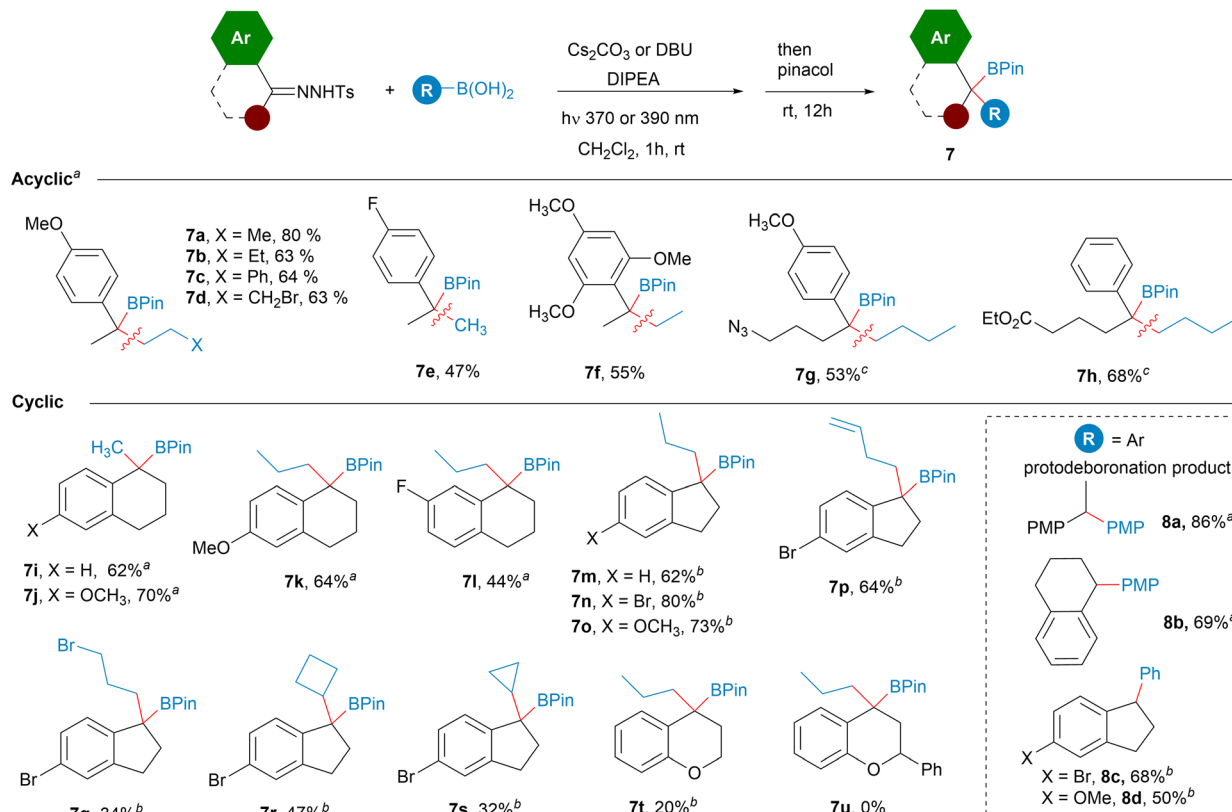 Ar
NNHTs
+
R
B(OH)2
Cs2CO3 or DBU
DIPEA
hν 370 or 390 nm
CH2Cl2, 1h, rt
then
pinacol
rt, 12h
Ar
BPin
R
7
Acyclic^a
MeO
BPin
X
7a, X = Me, 80 %
7b, X = Et, 63 %
7c, X = Ph, 64 %
7d, X = CH2Br, 63 %
F
BPin
CH3
7e, 47%
H3CO
OMe
BPin
H3CO
7f, 55%
H3CO
BPin
N3
7g, 53%^c
BPin
EtO2C
7h, 68%^c
Cyclic
H3C BPin
X
7i, X = H, 62%^a
7j, X = OCH3, 70%^a
BPin
MeO
7k, 64%^a
BPin
F
7l, 44%^a
BPin
X
7m, X = H, 62%^b
7n, X = Br, 80%^b
7o, X = OCH3, 73%^b
BPin
Br
7p, 64%^b
Br
BPin
Br
BPin
Br
7r, 47%^b
BPin
Br
7s, 32%^b
BPin
O
7t, 20%^b
BPin
O
Ph
7u, 0%
R = Ar
protodeboronation product
PMP PMP
8a, 86%^a
PMP
8b, 69%
Ph
X
X = Br, 8c, 68%^b
X = OMe, 8d, 50%^b